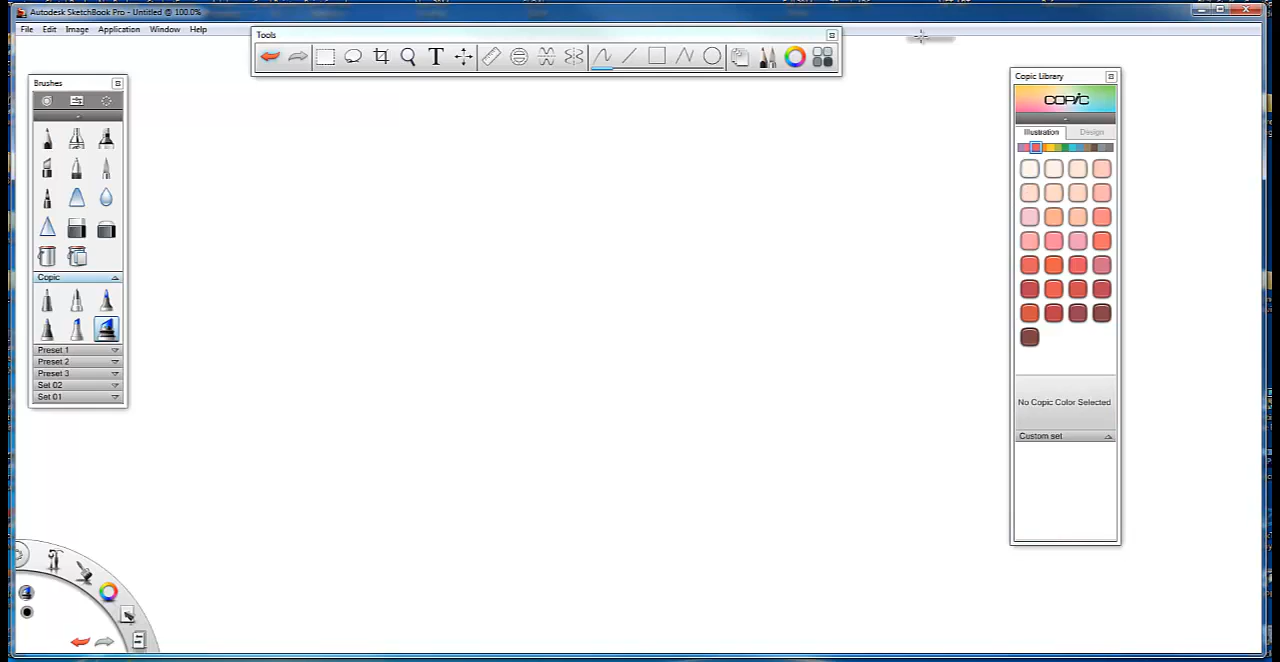 Autodesk SketchBook Pro - Untitled @ 100.0%
File Edit Image Application Window Help
Tools
T
Brushes
Copic
Preset 1
Preset 2
Preset 3
Set 02
Set 01
Copic Library
COPIC
Illustration Design
No Copic Color Selected
Custom set